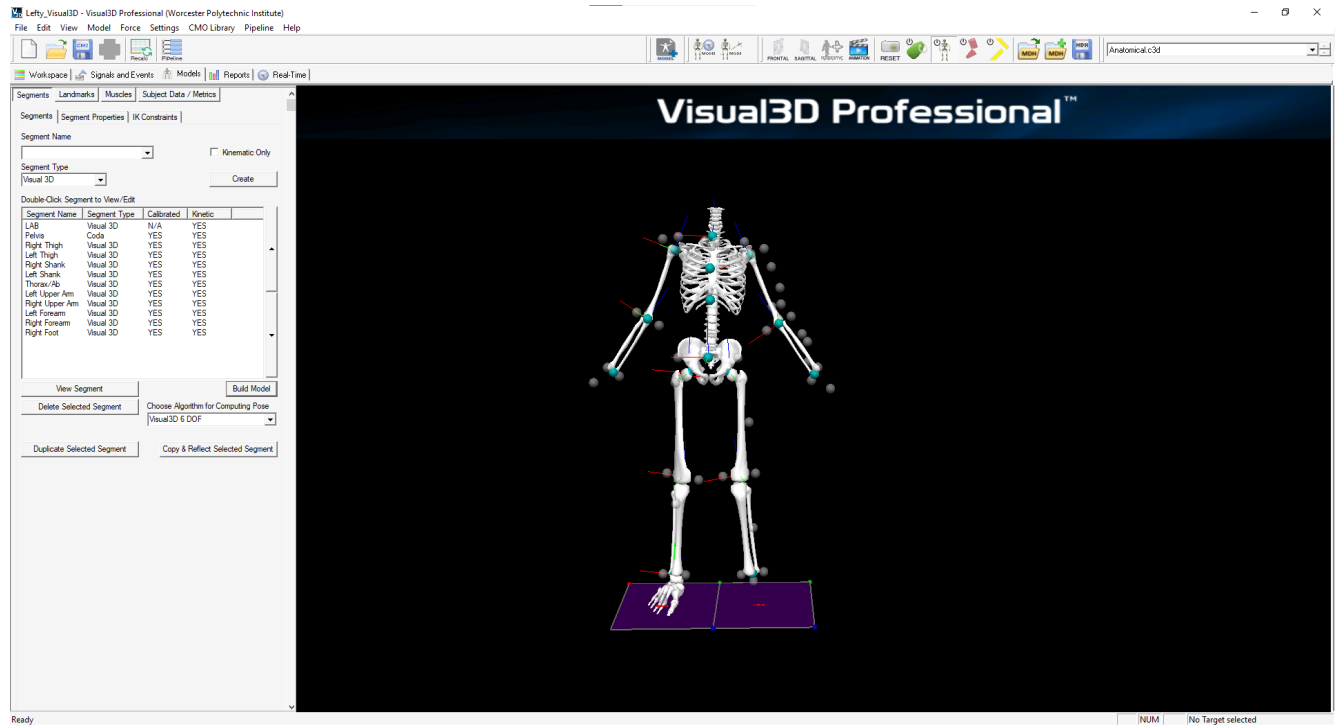 Lefty_Visual3D - Visual3D Professional (Worcester Polytechnic Institute)
File Edit View Model Force Settings CMO Library Pipeline Help
CMZ Recalc Pipeline MODEL Model Model FRONTAL SAGITTAL PERSPECTIVE ANIMATION RESET MDH MDH MDH Anatomical.c3d
Workspace Signals and Events Models Reports Real-Time
Segments Landmarks Muscles Subject Data / Metrics
Visual3D Professional™
Segments Segment Properties IK Constraints
Segment Name
Kinematic Only
Segment Type
Visual 3D Create
Double-Click Segment to View/Edit
Segment Name Segment Type Calibrated Kinetic
LAB Visual 3D N/A YES
Pelvis Coda YES YES
Right Thigh Visual 3D YES YES
Left Thigh Visual 3D YES YES
Right Shank Visual 3D YES YES
Left Shank Visual 3D YES YES
Thorax/Ab Visual 3D YES YES
Left Upper Arm Visual 3D YES YES
Right Upper Arm Visual 3D YES YES
Left Forearm Visual 3D YES YES
Right Forearm Visual 3D YES YES
Right Foot Visual 3D YES YES
View Segment Build Model
Delete Selected Segment Choose Algorithm for Computing Pose
Visual3D 6 DOF
Duplicate Selected Segment Copy & Reflect Selected Segment
Ready NUM No Target selected